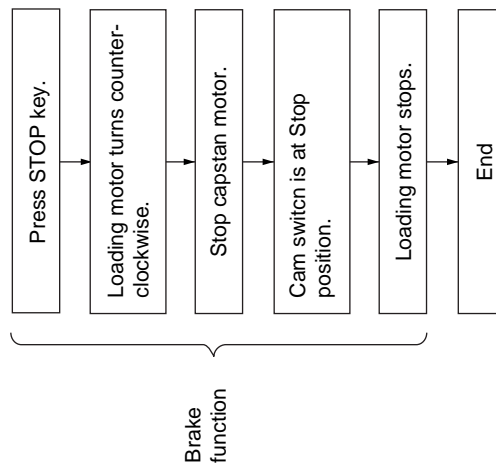 Press STOP key.
Loading motor turns counter-
clockwise.
Stop capstan motor.
Cam switcn is at Stop
position.
Loading motor stops.
End
Brake
function